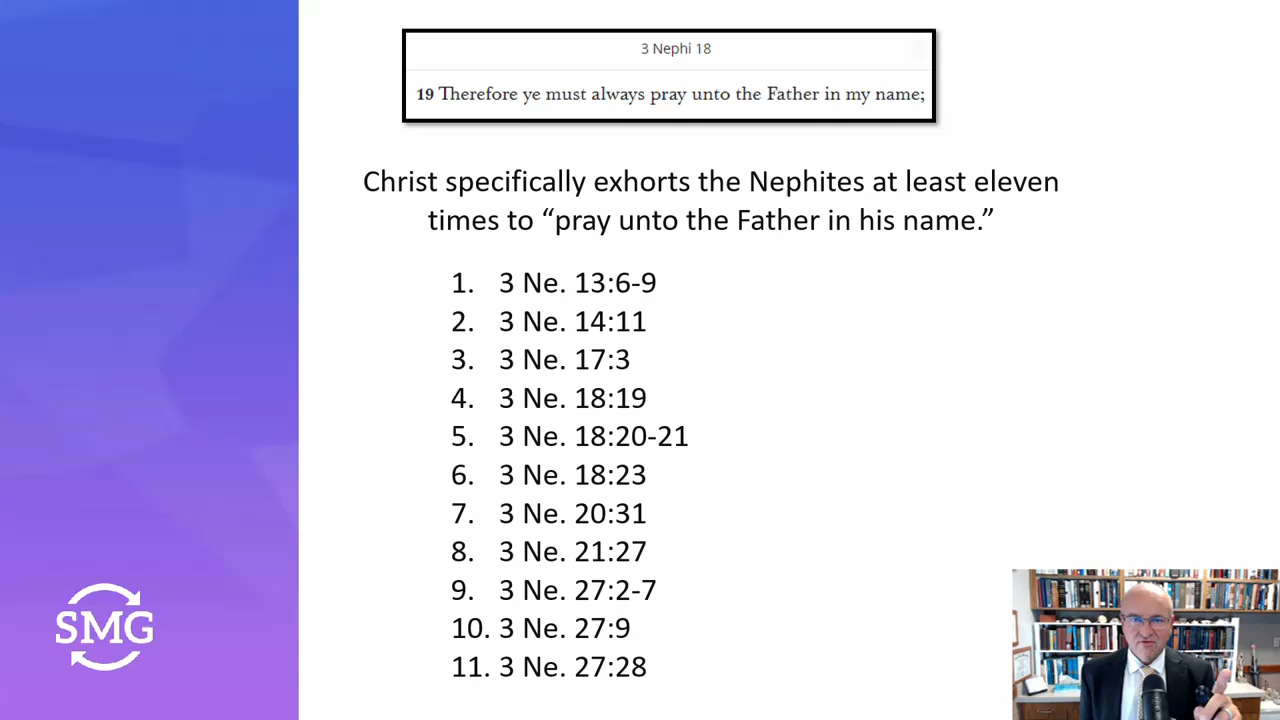 3 Nephi 18
19 Therefore ye must always pray unto the Father in my name;
Christ specifically exhorts the Nephites at least eleven
times to “pray unto the Father in his name.”
1. 3 Ne. 13:6-9
2. 3 Ne. 14:11
3. 3 Ne. 17:3
4. 3 Ne. 18:19
5. 3 Ne. 18:20-21
6. 3 Ne. 18:23
7. 3 Ne. 20:31
8. 3 Ne. 21:27
9. 3 Ne. 27:2-7
10. 3 Ne. 27:9
11. 3 Ne. 27:28
SMG